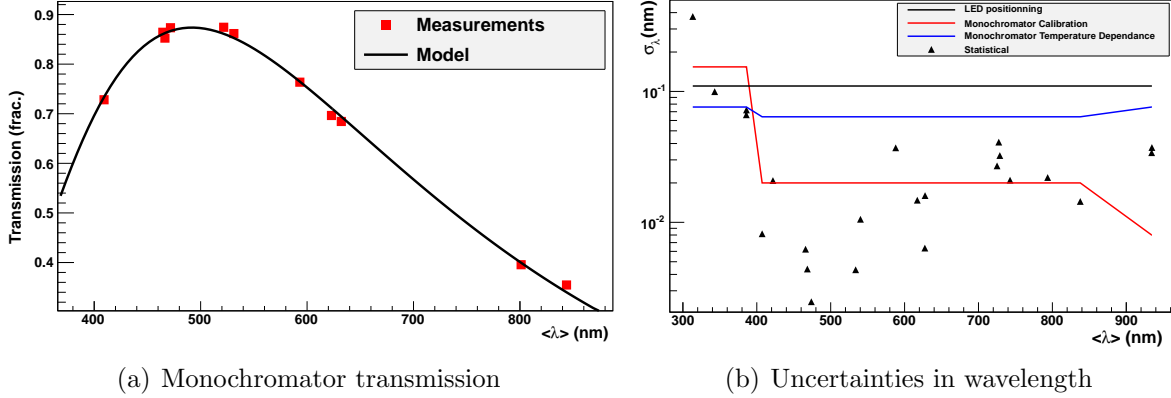 0.9
0.8
0.7
0.6
0.5
0.4
Transmission (frac.)
Measurements
Model
400 500 600 700 800
<λ> (nm)
(a) Monochromator transmission
σλ(nm)
10⁻¹
10⁻²
LED positionning
Monochromator Calibration
Monochromator Temperature Dependance
Statistical
300 400 500 600 700 800 900
<λ> (nm)
(b) Uncertainties in wavelength